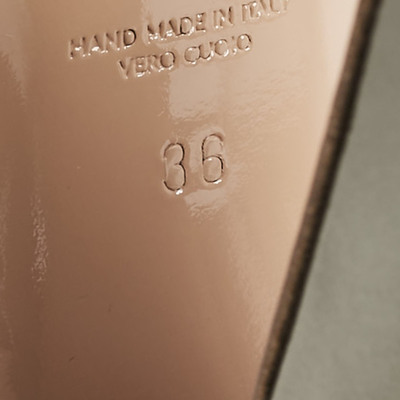 HAND MADE IN ITALY
VERO CUOIO
36